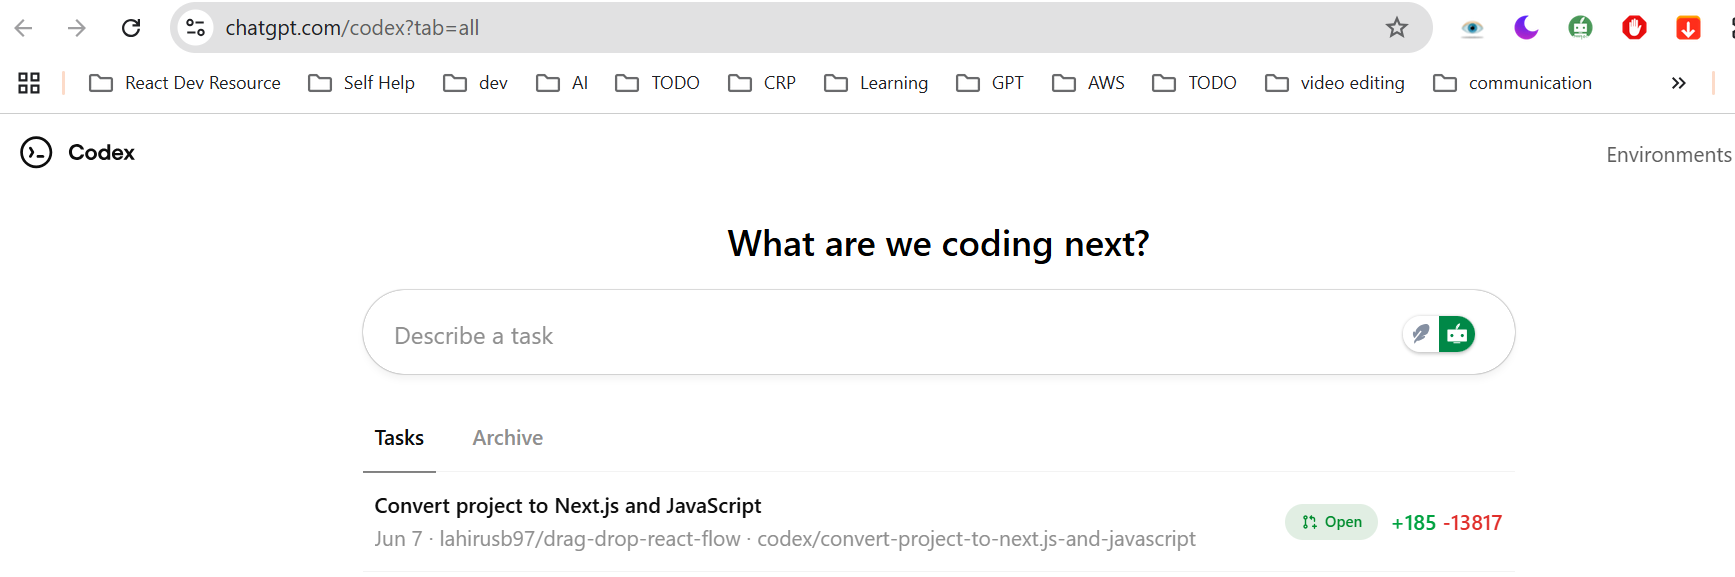 chatgpt.com/codex?tab=all
React Dev Resource Self Help dev AI TODO CRP Learning GPT AWS TODO video editing communication
Codex
Environments
What are we coding next?
Describe a task
Tasks Archive
Convert project to Next.js and JavaScript
Jun 7 · lahirusb97/drag-drop-react-flow · codex/convert-project-to-next.js-and-javascript
Open +185 -13817